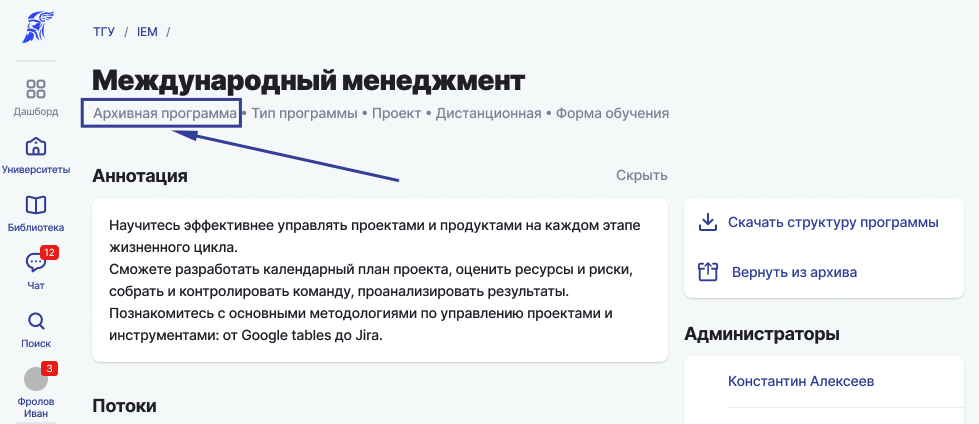 ТГУ / IEM /
Международный менеджмент
Архивная программа • Тип программы • Проект • Дистанционная • Форма обучения
Дашборд
Университеты
Библиотека
12
Чат
Поиск
3
Фролов
Иван
Аннотация
Скрыть
Научитесь эффективнее управлять проектами и продуктами на каждом этапе
жизненного цикла.
Сможете разработать календарный план проекта, оценить ресурсы и риски,
собрать и контролировать команду, проанализировать результаты.
Познакомитесь с основными методологиями по управлению проектами и
инструментами: от Google tables до Jira.
Потоки
Скачать структуру программы
Вернуть из архива
Администраторы
Константин Алексеев